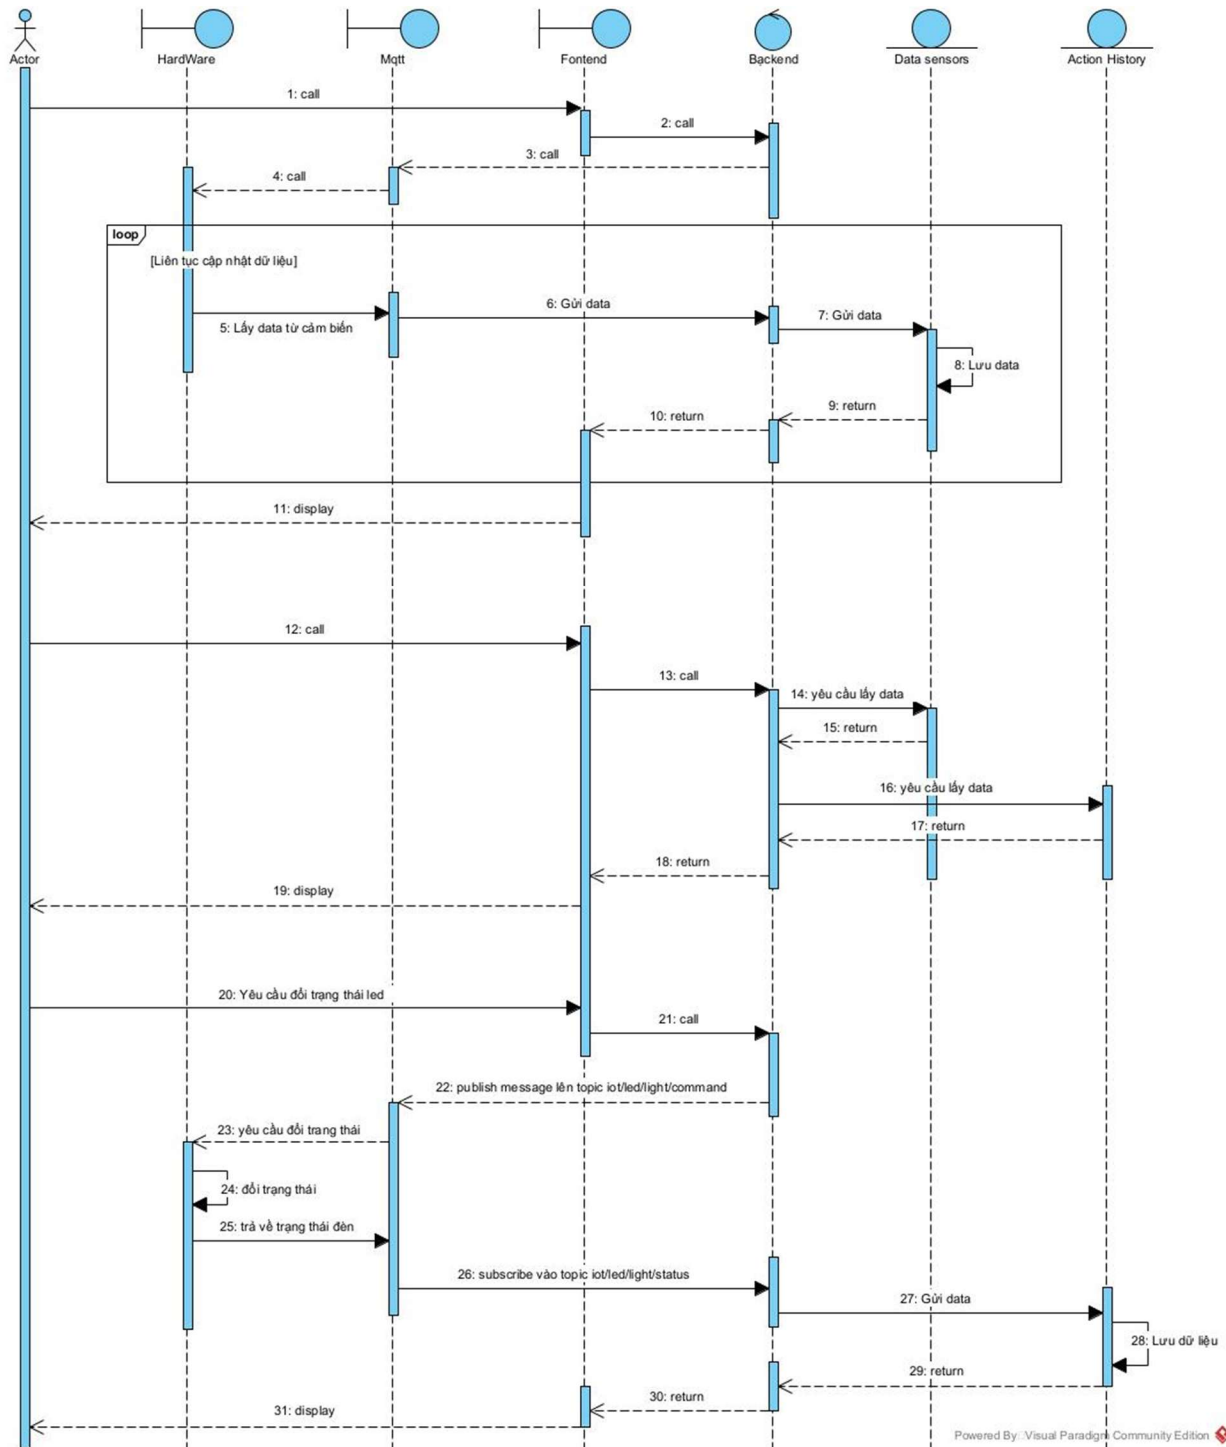 Actor
HardWare
Mqtt
Fontend
Backend
Data sensors
Action History
1: call
2: call
3: call
4: call
loop
[Liên tục cập nhật dữ liệu]
5: Lấy data từ cảm biến
6: Gửi data
7: Gửi data
8: Lưu data
9: return
10: return
11: display
12: call
13: call
14: yêu cầu lấy data
15: return
16: yêu cầu lấy data
17: return
18: return
19: display
20: Yêu cầu đổi trạng thái led
21: call
22: publish message lên topic iot/led/light/command
23: yêu cầu đổi trang thái
24: đổi trạng thái
25: trả về trạng thái đèn
26: subscribe vào topic iot/led/light/status
27: Gửi data
28: Lưu dữ liệu
29: return
30: return
31: display
Powered By Visual Paradigm Community Edition